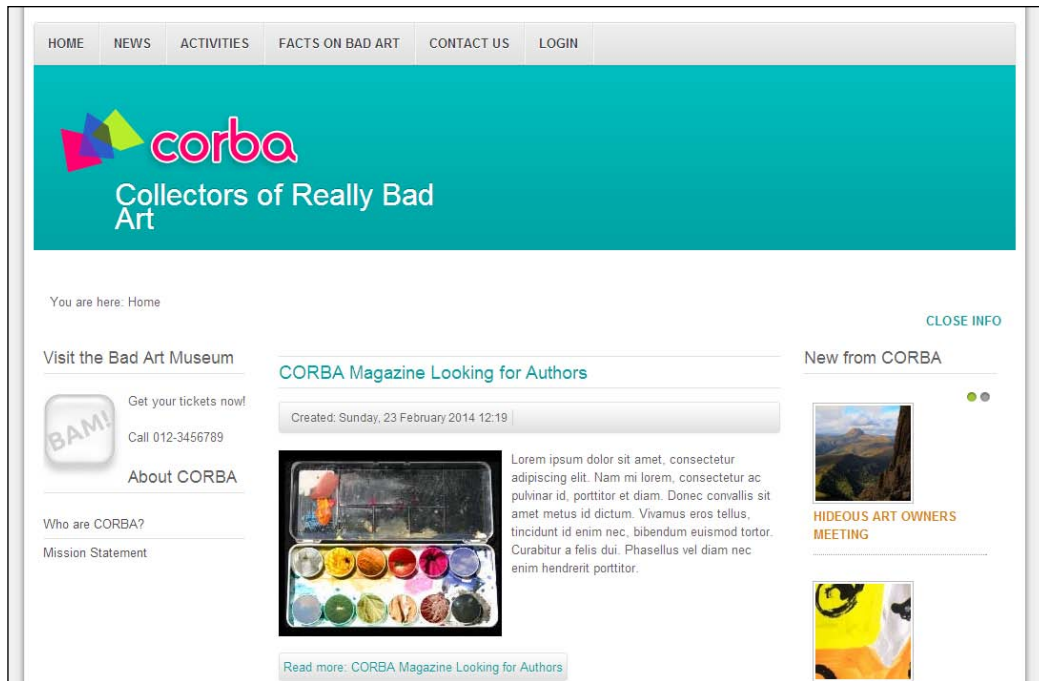 HOME NEWS ACTIVITIES FACTS ON BAD ART CONTACT US LOGIN
corba
Collectors of Really Bad
Art
You are here: Home
CLOSE INFO
Visit the Bad Art Museum
BAM!
Get your tickets now!
Call 012-3456789
About CORBA
Who are CORBA?
Mission Statement
CORBA Magazine Looking for Authors
Created: Sunday, 23 February 2014 12:19
Lorem ipsum dolor sit amet, consectetur
adipiscing elit. Nam mi lorem, consectetur ac
pulvinar id, porttitor et diam. Donec convallis sit
amet metus id dictum. Vivamus eros tellus,
tincidunt id enim nec, bibendum euismod tortor.
Curabitur a felis dui. Phasellus vel diam nec
enim hendrerit porttitor.
Read more: CORBA Magazine Looking for Authors
New from CORBA
HIDEOUS ART OWNERS
MEETING